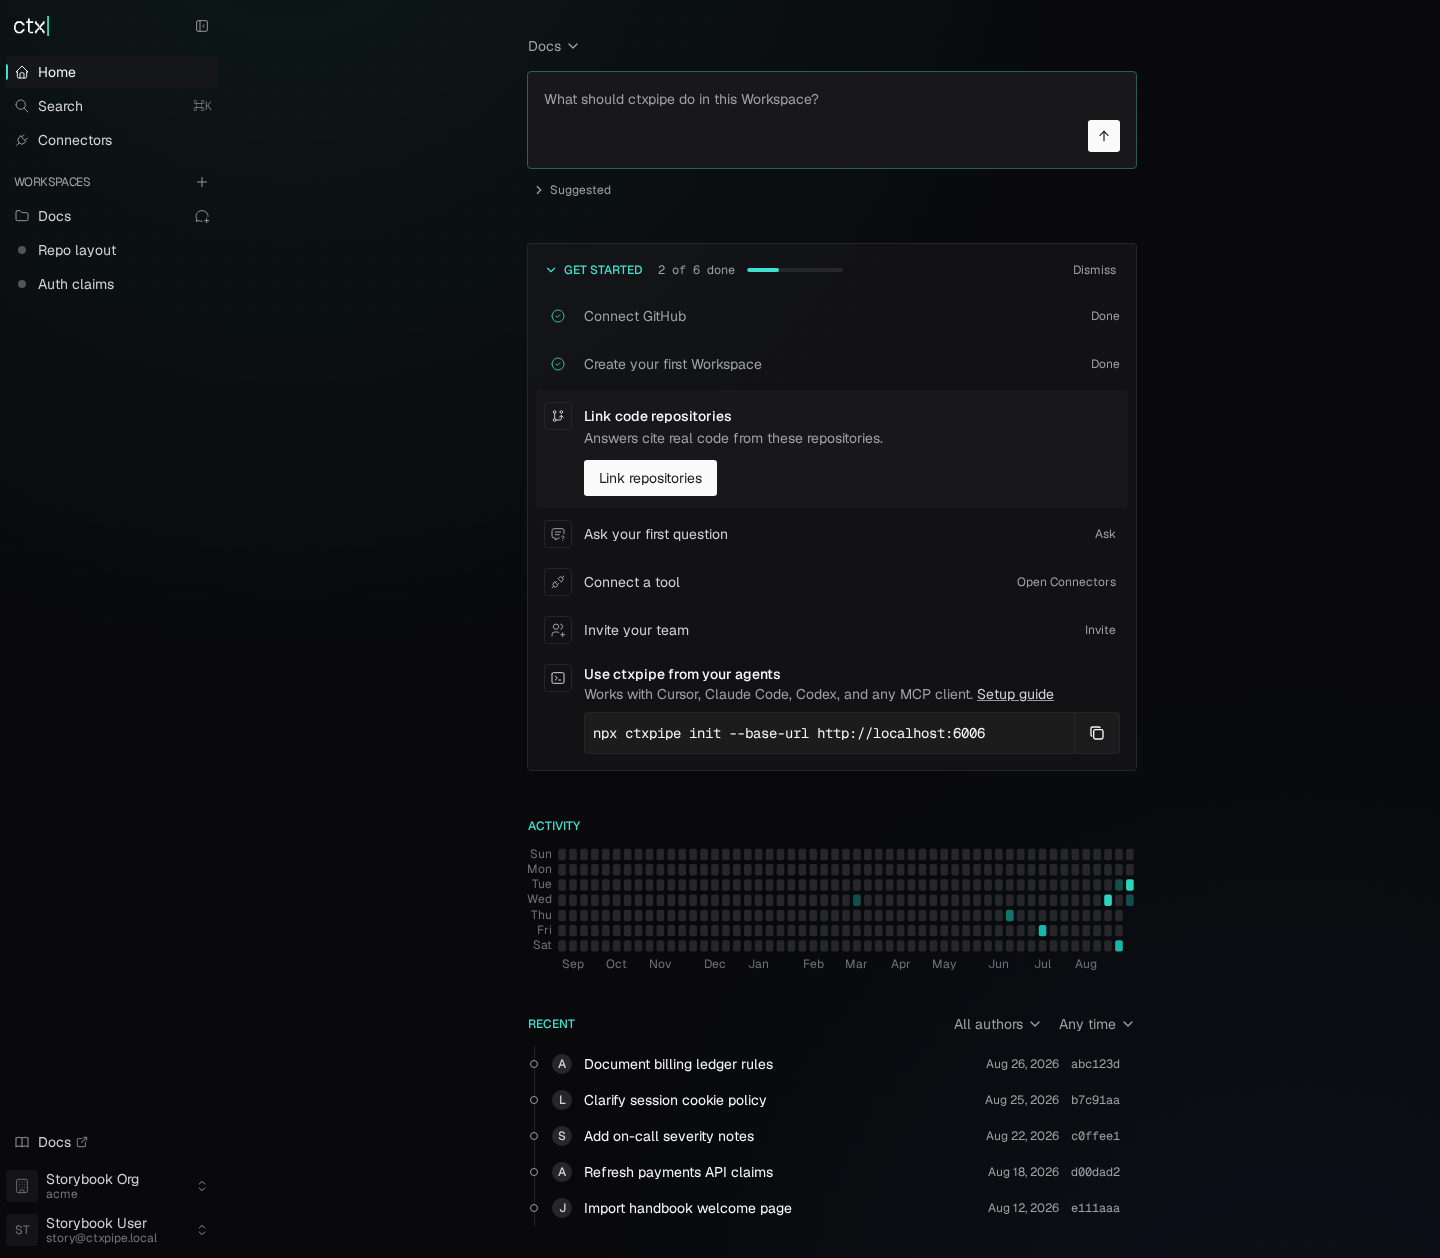 ctx
Home
Search ⌘K
Connectors
WORKSPACES
Docs
Repo layout
Auth claims
Docs
Storybook Org
acme
ST
Storybook User
story@ctxpipe.local
Docs
What should ctxpipe do in this Workspace?
Suggested
GET STARTED 2 of 6 done Dismiss
Connect GitHub Done
Create your first Workspace Done
Link code repositories
Answers cite real code from these repositories.
Link repositories
Ask your first question Ask
Connect a tool Open Connectors
Invite your team Invite
Use ctxpipe from your agents
Works with Cursor, Claude Code, Codex, and any MCP client. Setup guide
npx ctxpipe init --base-url http://localhost:6006
ACTIVITY
Sun
Mon
Tue
Wed
Thu
Fri
Sat
Sep Oct Nov Dec Jan Feb Mar Apr May Jun Jul Aug
RECENT All authors Any time
A Document billing ledger rules Aug 26, 2026 abc123d
L Clarify session cookie policy Aug 25, 2026 b7c91aa
S Add on-call severity notes Aug 22, 2026 c0ffee1
A Refresh payments API claims Aug 18, 2026 d00dad2
J Import handbook welcome page Aug 12, 2026 e111aaa